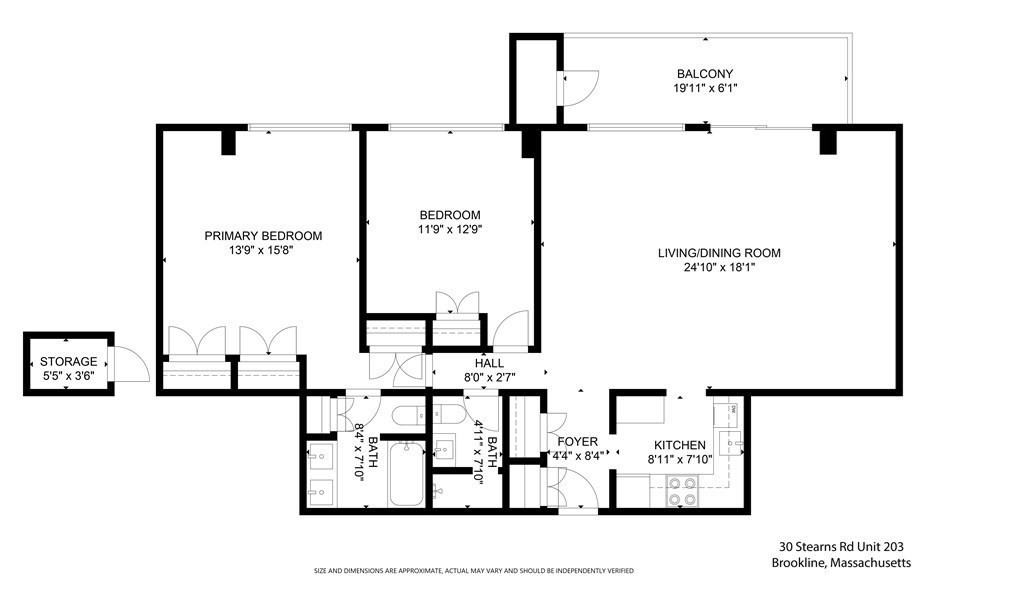 BALCONY
19'11" x 6'1"
BEDROOM
11'9" x 12'9"
PRIMARY BEDROOM
13'9" x 15'8"
LIVING/DINING ROOM
24'10" x 18'1"
STORAGE
5'5" x 3'6"
HALL
8'0" x 2'7"
BATH
8'4" x 7'10"
BATH
4'11" x 7'10"
FOYER
4'4" x 8'4"
KITCHEN
8'11" x 7'10"
30 Stearns Rd Unit 203
Brookline, Massachusetts
SIZE AND DIMENSIONS ARE APPROXIMATE, ACTUAL MAY VARY AND SHOULD BE INDEPENDENTLY VERIFIED